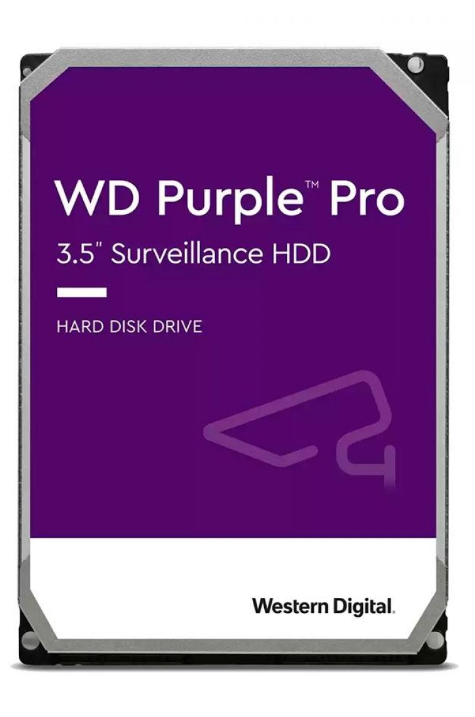 WD Purple™ Pro
3.5" Surveillance HDD
HARD DISK DRIVE
Western Digital.